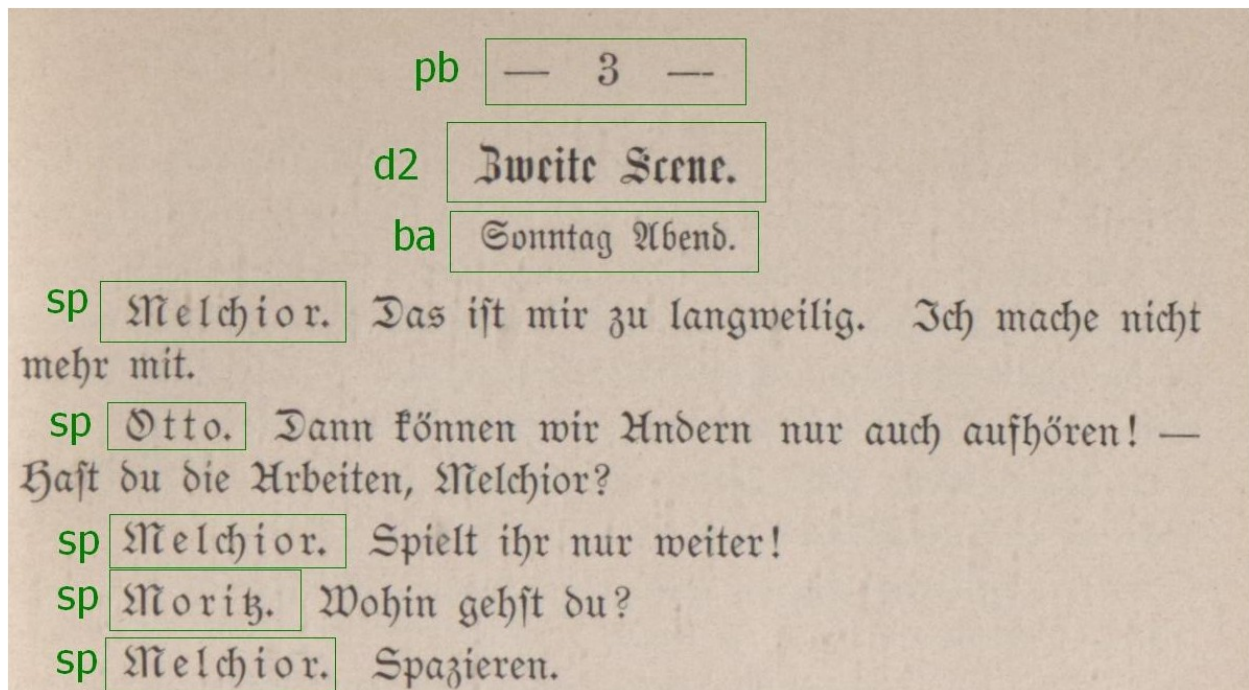 pb — 3 —
d2 Zweite Scene.
ba Sonntag Abend.
sp Melchior. Das ist mir zu langweilig. Ich mache nicht
mehr mit.
sp Otto. Dann können wir Andern nur auch aufhören! —
Hast du die Arbeiten, Melchior?
sp Melchior. Spielt ihr nur weiter!
sp Moritz. Wohin gehst du?
sp Melchior. Spazieren.